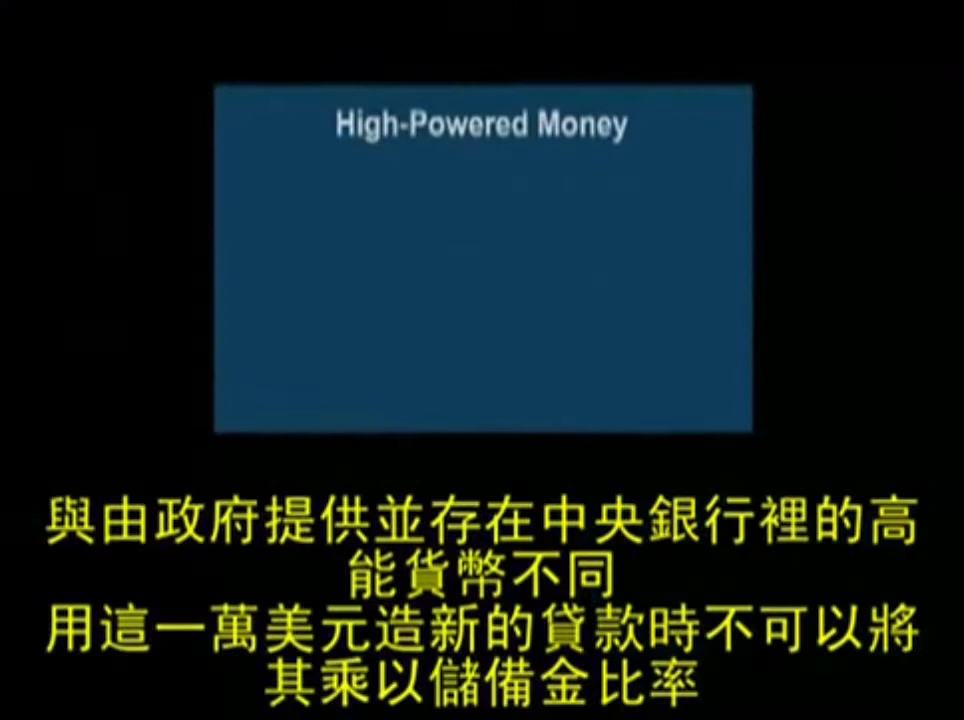 High-Powered Money
與由政府提供並存在中央銀行裡的高
能貨幣不同
用這一萬美元造新的貸款時不可以將
其乘以儲備金比率